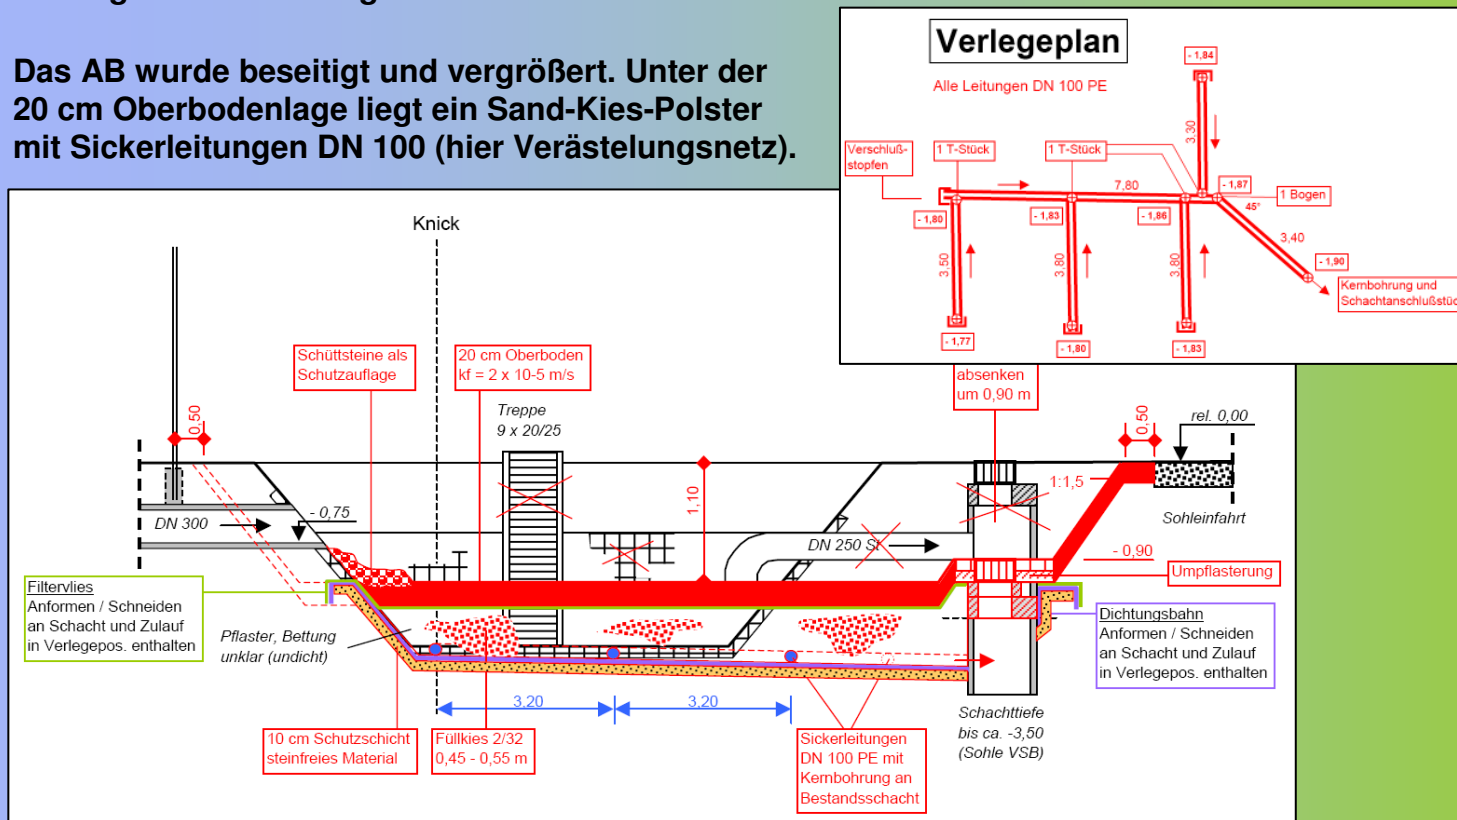 Das AB wurde beseitigt und vergrößert. Unter der
20 cm Oberbodenlage liegt ein Sand-Kies-Polster
mit Sickerleitungen DN 100 (hier Verästelungsnetz).
Verlegeplan
Alle Leitungen DN 100 PE
- 1,84
3,30
Verschluß-
stopfen
1 T-Stück
1 T-Stück
7,80
- 1,87
1 Bogen
45°
- 1,80
- 1,83
- 1,86
3,40
3,50
3,80
3,80
- 1,90
Kernbohrung und
Schachtanschlußstüc
- 1,77
- 1,80
- 1,83
Knick
Schüttsteine als
Schutzauflage
20 cm Oberboden
kf = 2 x 10-5 m/s
absenken
um 0,90 m
Treppe
9 x 20/25
0,50
0,50
rel. 0,00
1,10
1:1,5
Sohleinfahrt
DN 300
- 0,75
DN 250 St
- 0,90
Umpflasterung
Filtervlies
Anformen / Schneiden
an Schacht und Zulauf
in Verlegepos. enthalten
Pflaster, Bettung
unklar (undicht)
Dichtungsbahn
Anformen / Schneiden
an Schacht und Zulauf
in Verlegepos. enthalten
3,20
3,20
10 cm Schutzschicht
steinfreies Material
Füllkies 2/32
0,45 - 0,55 m
Sickerleitungen
DN 100 PE mit
Kernbohrung an
Bestandsschacht
Schachttiefe
bis ca. -3,50
(Sohle VSB)